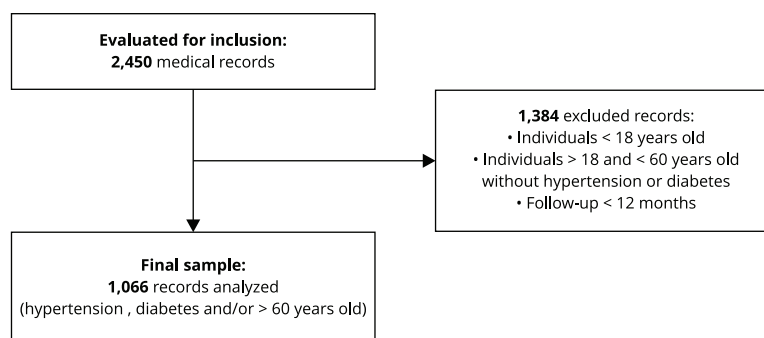 Evaluated for inclusion:
2,450 medical records
1,384 excluded records:
• Individuals < 18 years old
• Individuals > 18 and < 60 years old
without hypertension or diabetes
• Follow-up < 12 months
Final sample:
1,066 records analyzed
(hypertension , diabetes and/or > 60 years old)